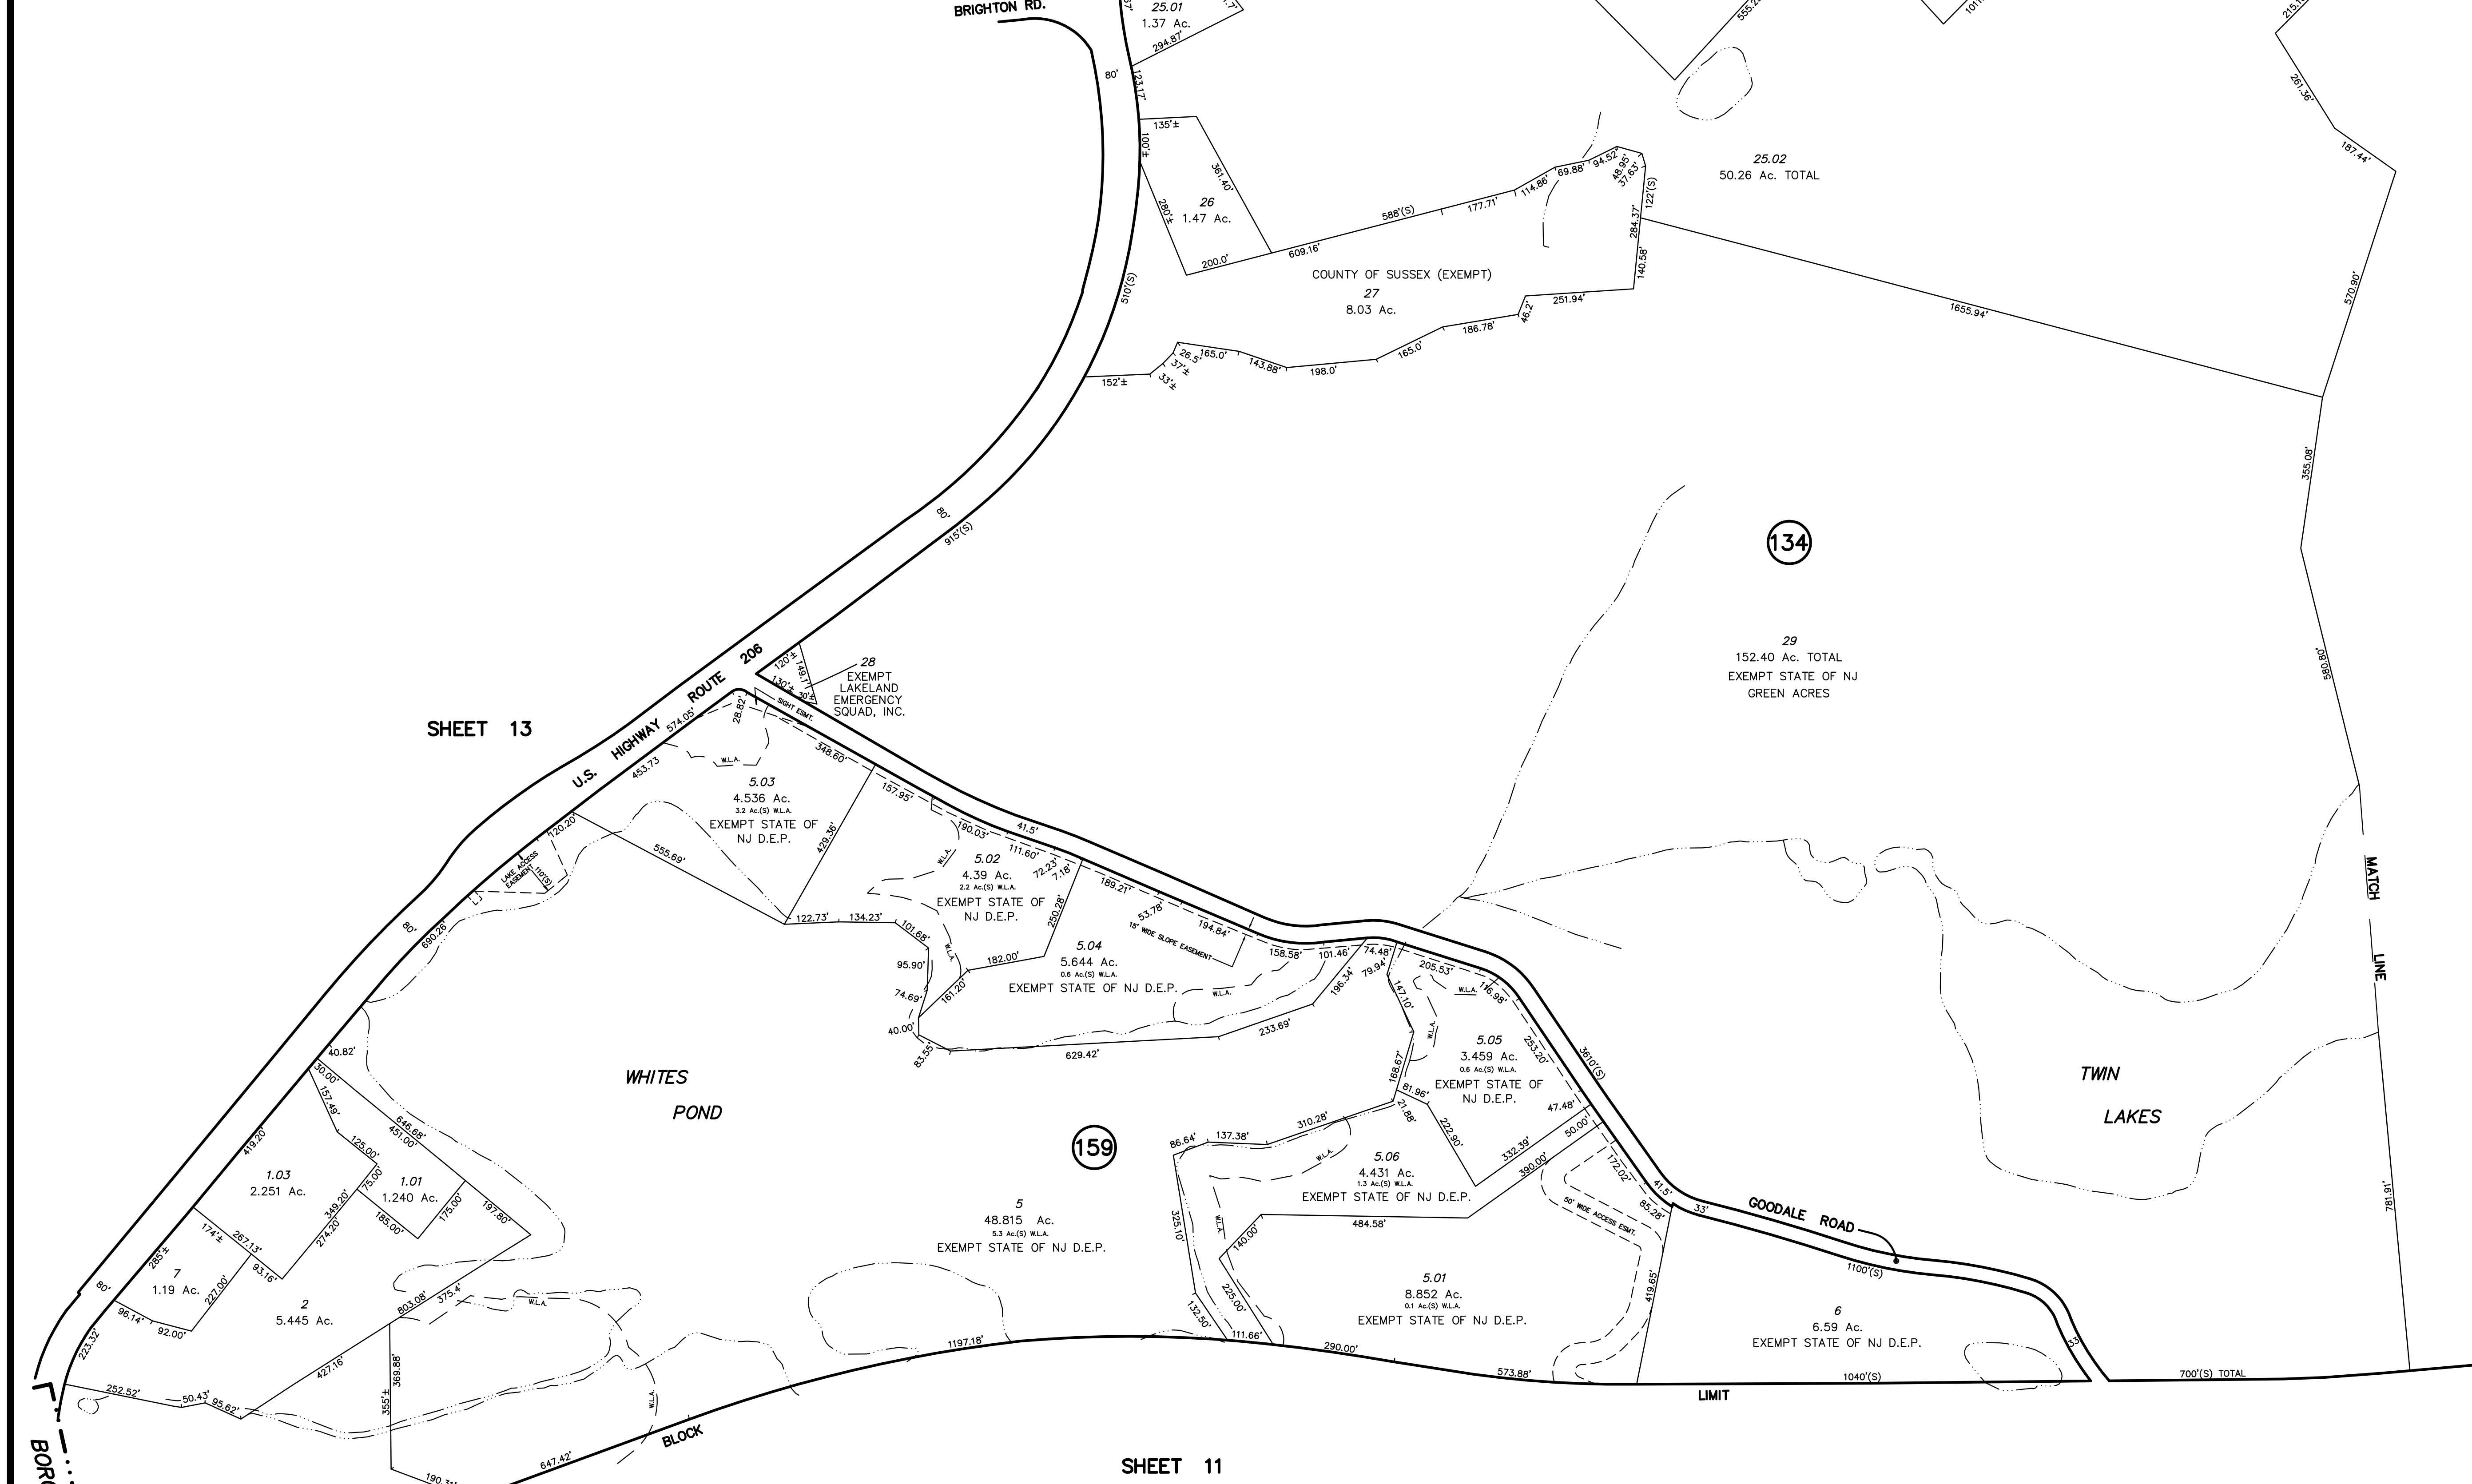 BRIGHTON RD.
25.01
1.37 Ac.
294.87'
80'
123.17'
135'±
100'±
361.40'
280'±
26
1.47 Ac.
200.0'
609.16'
588'(S)
177.71'
114.86'
69.88'
94.52'
48.95'
37.63'
122'(S)
284.37'
140.58'
25.02
50.26 Ac. TOTAL
261.36'
187.44'
570.90'
1655.94'
355.08'
580.80'
COUNTY OF SUSSEX (EXEMPT)
27
8.03 Ac.
251.94'
46.2'
186.78'
165.0'
198.0'
143.88'
165.0'
26.5'
37'±
33'±
152'±
510'(S)
80'
915'(S)
134
29
152.40 Ac. TOTAL
EXEMPT STATE OF NJ
GREEN ACRES
SHEET 13
U.S. HIGHWAY ROUTE 206
120'±
149.1'
130'±
30'±
28
EXEMPT
LAKELAND
EMERGENCY
SQUAD, INC.
SIGHT ESMT.
28.82'
574.05'
453.73
W.L.A.
348.60'
5.03
4.536 Ac.
3.2 Ac.(S) W.L.A.
EXEMPT STATE OF
NJ D.E.P.
429.36'
157.95'
120.20'
555.69'
LAKE ACCESS
EASEMENT
110'(S)
190.03'
41.5'
111.60'
72.23'
7.18'
W.L.A.
5.02
4.39 Ac.
2.2 Ac.(S) W.L.A.
EXEMPT STATE OF
NJ D.E.P.
250.28'
189.21'
53.78'
194.84'
15' WIDE SLOPE EASEMENT
122.73'
134.23'
101.68'
W.L.A.
95.90'
182.00'
161.20'
74.69'
40.00'
83.55'
5.04
5.644 Ac.
0.6 Ac.(S) W.L.A.
EXEMPT STATE OF NJ D.E.P.
W.L.A.
158.58'
101.46'
74.48'
79.94'
196.34'
233.69'
629.42'
205.53'
W.L.A.
116.98'
147.10'
W.L.A.
5.05
3.459 Ac.
0.6 Ac.(S) W.L.A.
EXEMPT STATE OF
NJ D.E.P.
253.20'
3610'(S)
168.67'
81.96'
21.88'
222.90'
47.48'
50.00'
332.39'
390.00'
80'
690.26'
40.82'
30.00'
WHITES
POND
157.49'
646.68'
451.00'
125.00'
75.00'
419.20'
1.03
2.251 Ac.
1.01
1.240 Ac.
349.20'
274.20'
185.00'
175.00'
197.80'
174'±
267.13'
93.16'
285'±
7
1.19 Ac.
227.00'
80'
96.14'
92.00'
223.32'
2
5.445 Ac.
803.08'
375.4'
W.L.A.
427.16'
369.88'
355'±
252.52'
50.43'
95.62'
W.L.A.
159
5
48.815 Ac.
5.3 Ac.(S) W.L.A.
EXEMPT STATE OF NJ D.E.P.
86.64'
137.38'
310.28'
W.L.A.
5.06
4.431 Ac.
1.3 Ac.(S) W.L.A.
EXEMPT STATE OF NJ D.E.P.
325.10'
W.L.A.
140.00'
484.58'
225.00'
132.50'
111.66'
5.01
8.852 Ac.
0.1 Ac.(S) W.L.A.
EXEMPT STATE OF NJ D.E.P.
50' WIDE ACCESS ESMT.
172.02'
41.5'
85.28'
33'
419.65'
GOODALE ROAD
1100'(S)
6
6.59 Ac.
EXEMPT STATE OF NJ D.E.P.
33'
TWIN
LAKES
MATCH LINE
781.91'
1197.18'
290.00'
573.88'
1040'(S)
700'(S) TOTAL
LIMIT
BLOCK
647.42'
SHEET 11